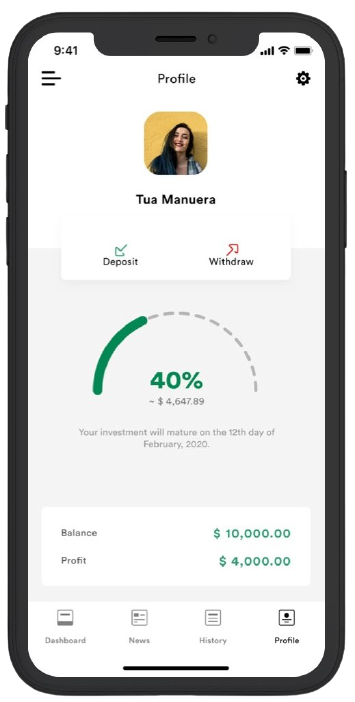 9:41
Profile
Tua Manuera
Deposit Withdraw
40%
~ $ 4,647.89
Your investment will mature on the 12th day of
February, 2020.
Balance $ 10,000.00
Profit $ 4,000.00
Dashboard News History Profile